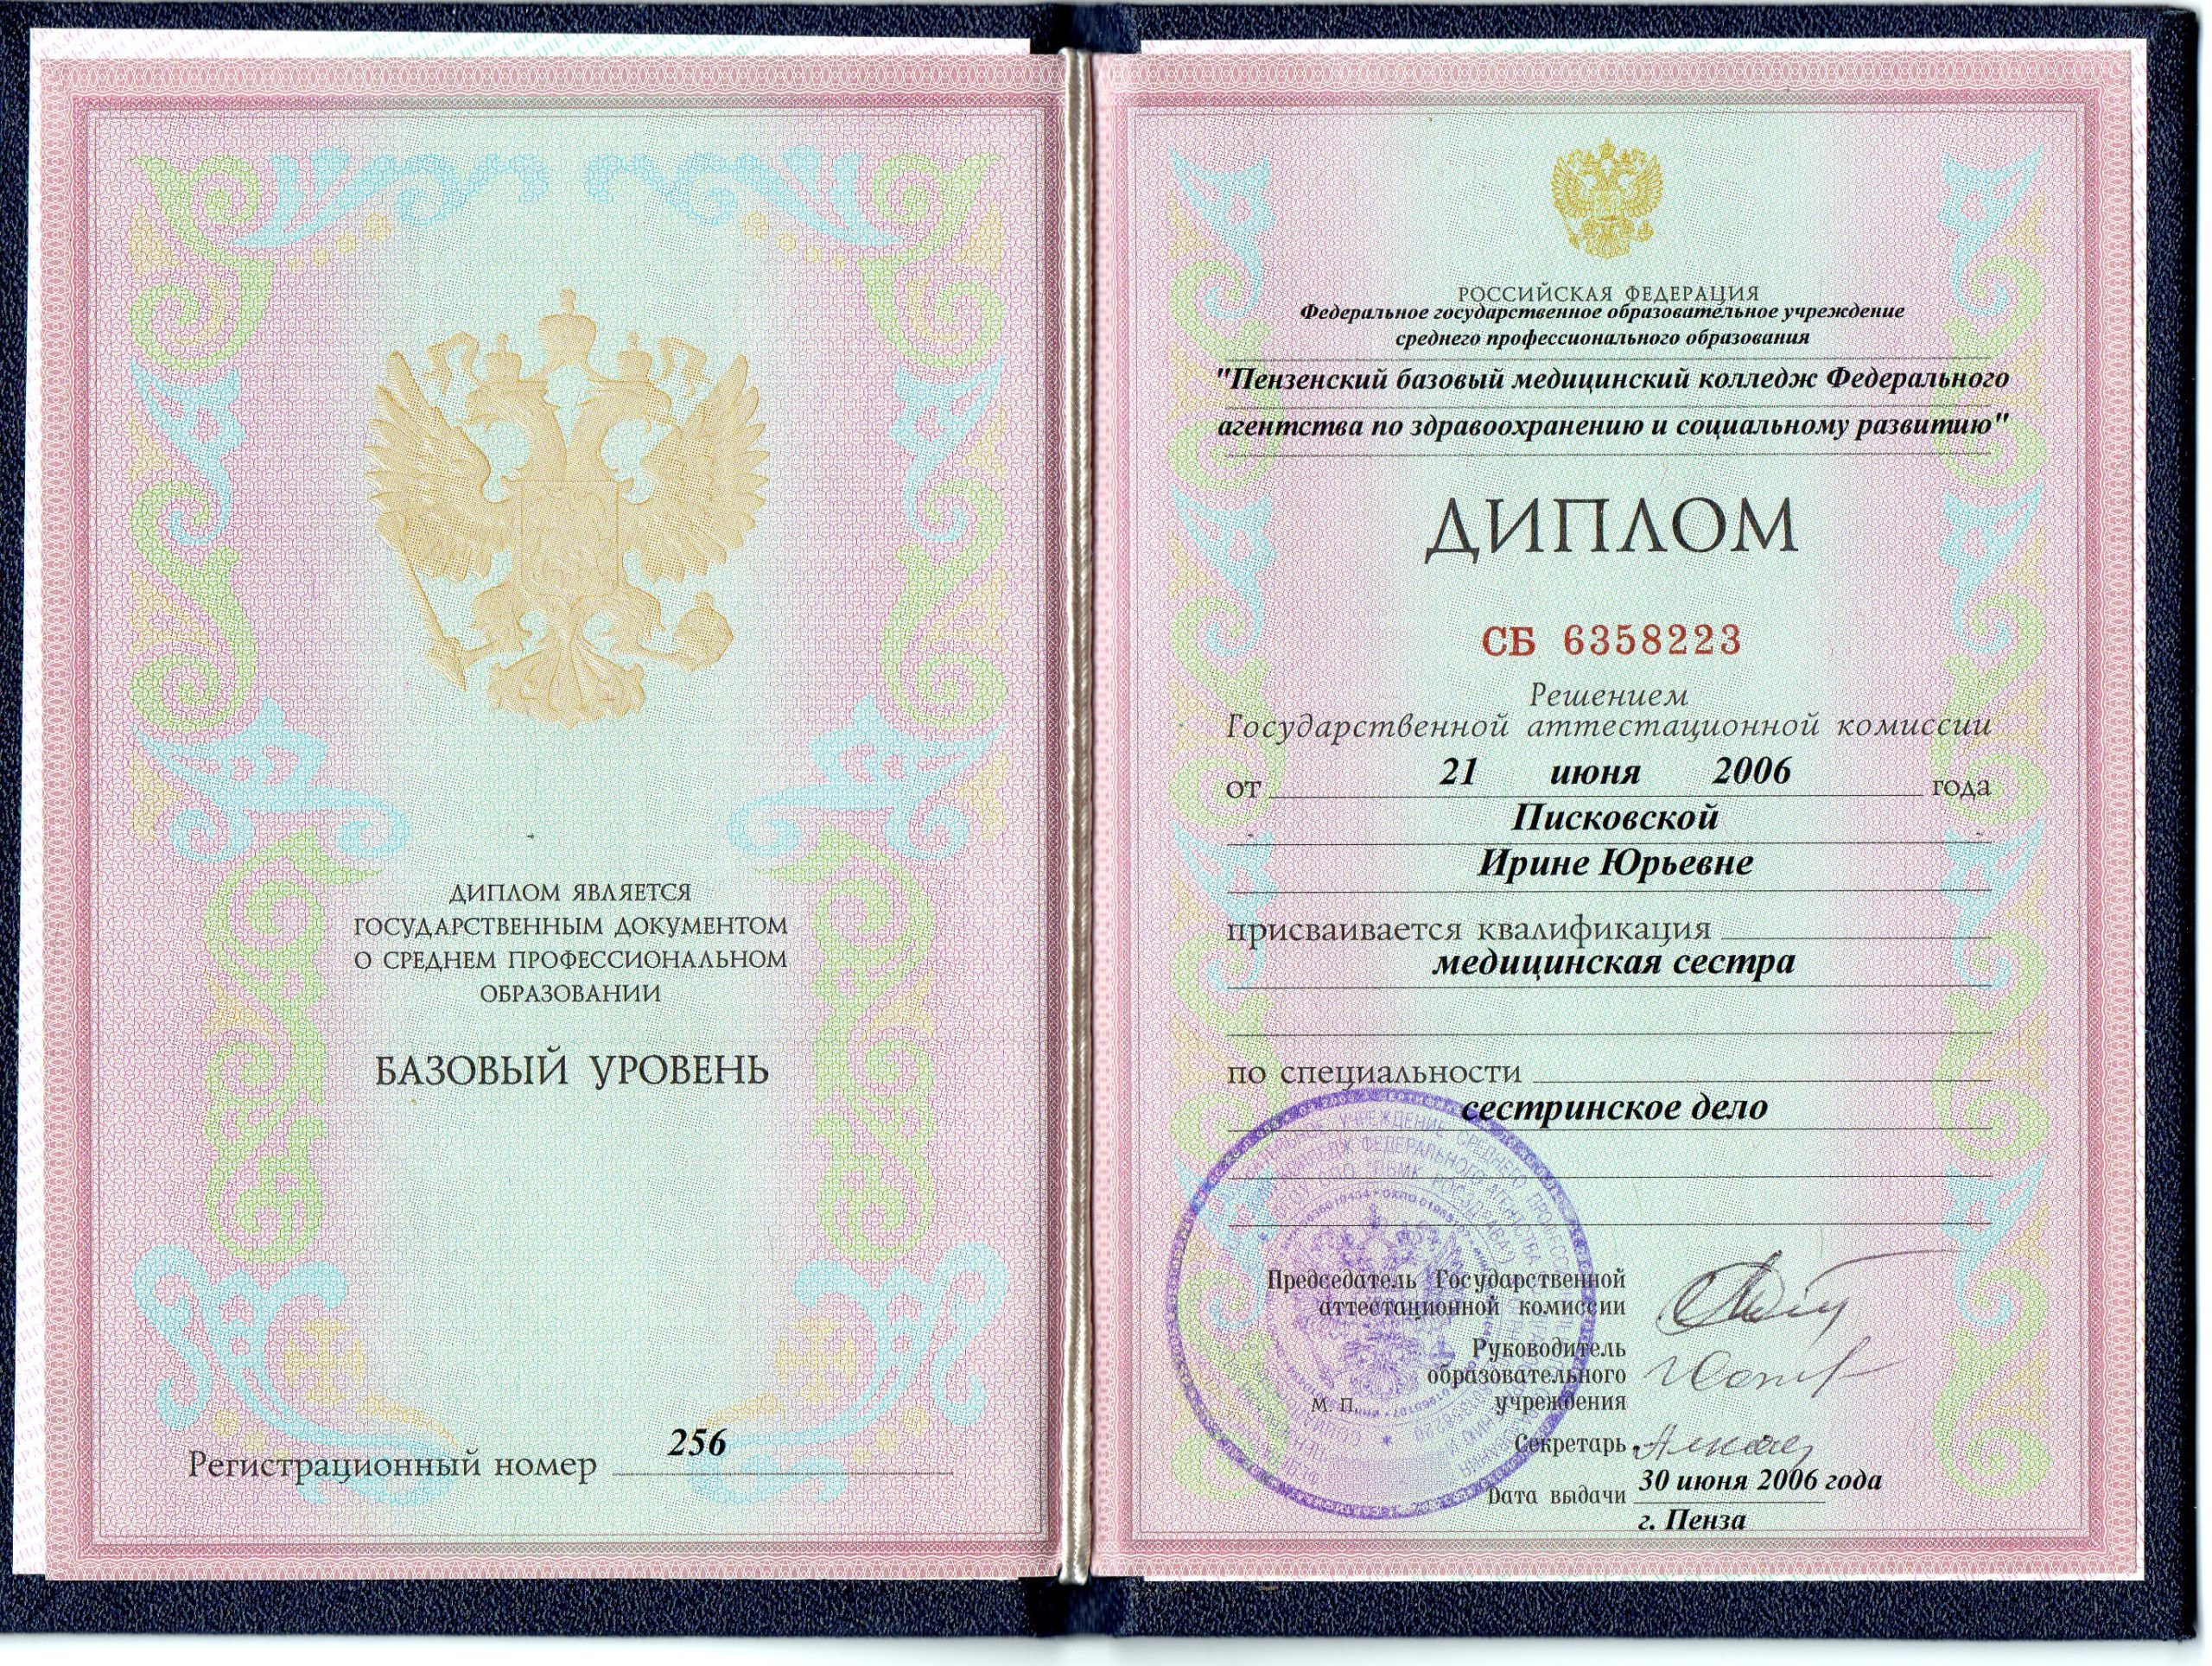 ДИПЛОМ ЯВЛЯЕТСЯ
ГОСУДАРСТВЕННЫМ ДОКУМЕНТОМ
О СРЕДНЕМ ПРОФЕССИОНАЛЬНОМ
ОБРАЗОВАНИИ
БАЗОВЫЙ УРОВЕНЬ
Регистрационный номер 256
РОССИЙСКАЯ ФЕДЕРАЦИЯ
Федеральное государственное образовательное учреждение
среднего профессионального образования
"Пензенский базовый медицинский колледж Федерального
агентства по здравоохранению и социальному развитию"
ДИПЛОМ
СБ 6358223
Решением
Государственной аттестационной комиссии
от 21 июня 2006 года
Писковской
Ирине Юрьевне
присваивается квалификация
медицинская сестра
по специальности
сестринское дело
Председатель Государственной
аттестационной комиссии
Руководитель
образовательного
М. П. учреждения
Секретарь
Дата выдачи 30 июня 2006 года
г. Пенза